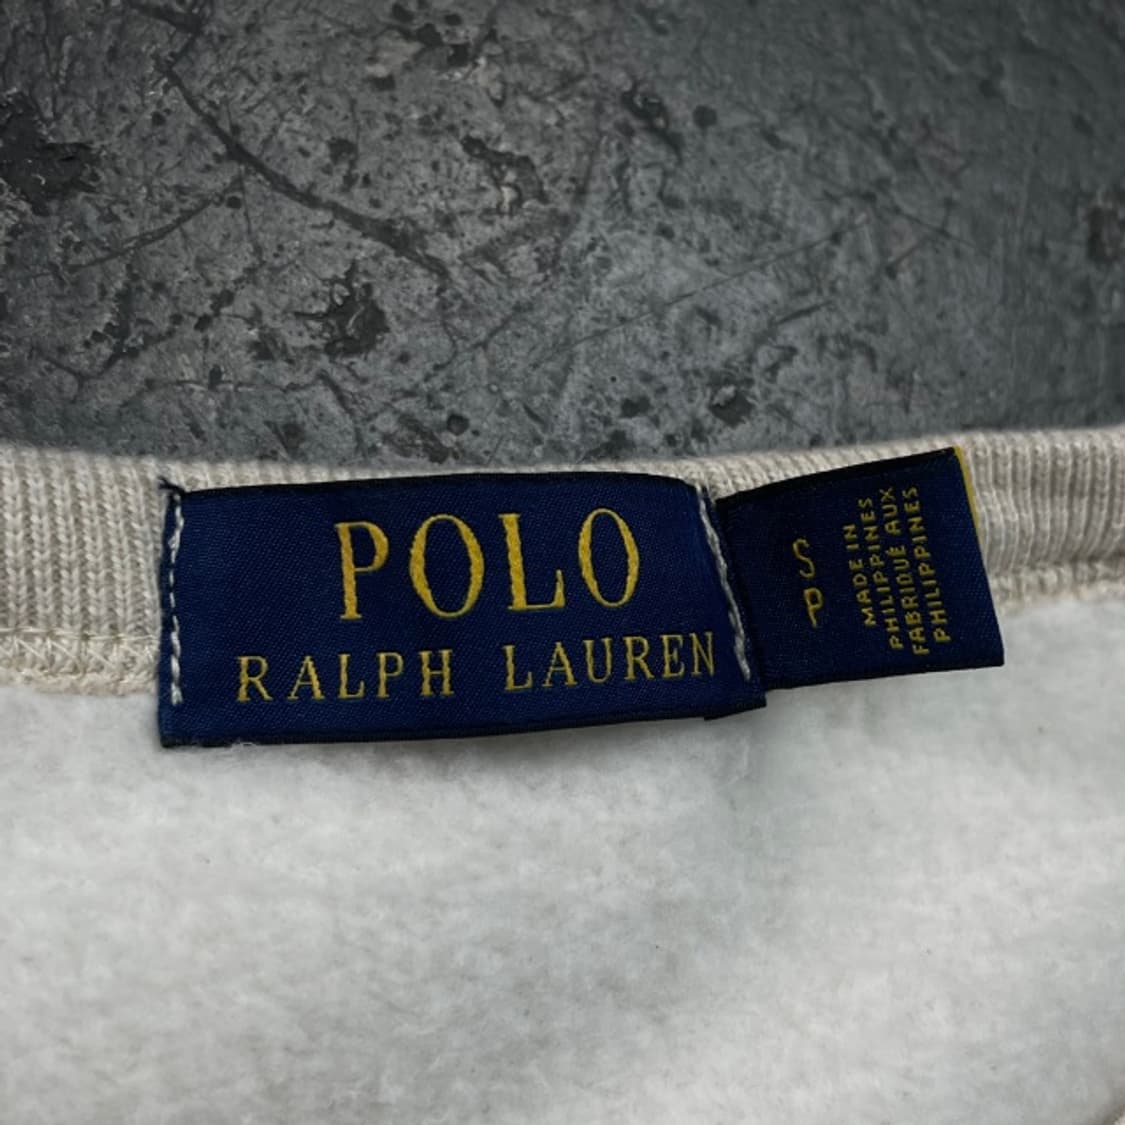 POLO
RALPH LAUREN
S
P
MADE IN
PHILIPPINES
FABRIQUÉ AUX
PHILIPPINES